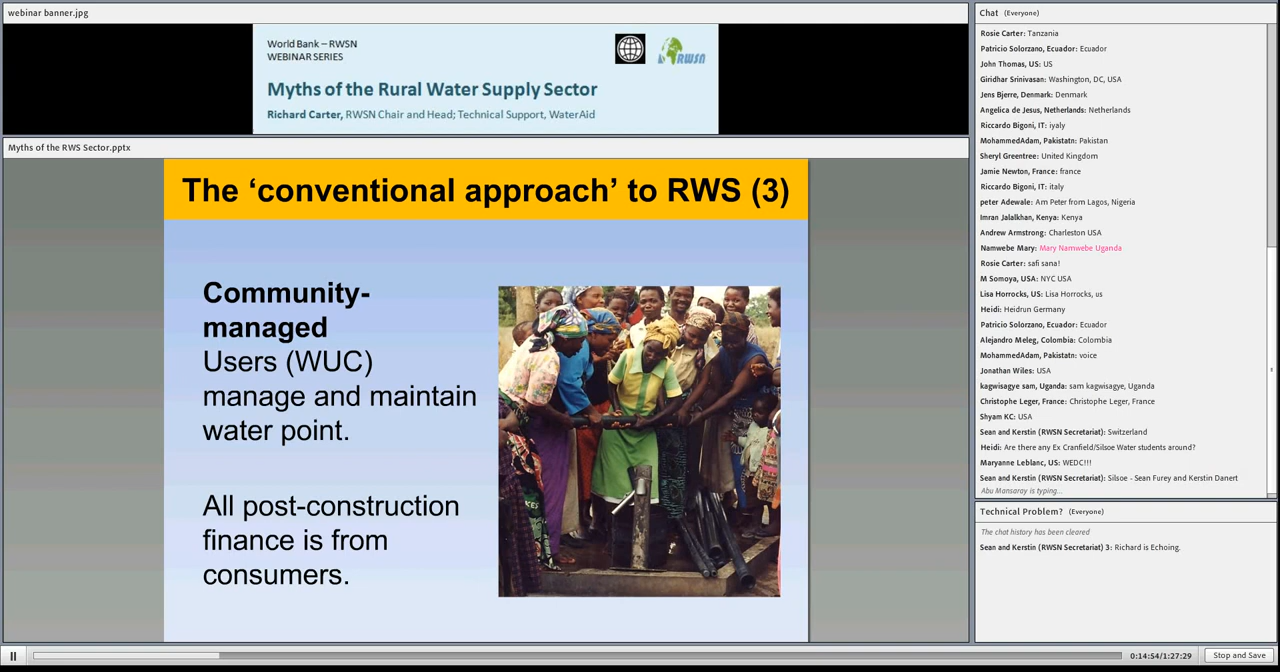 webinar banner.jpg
World Bank – RWSN
WEBINAR SERIES
RWSN
Myths of the Rural Water Supply Sector
Richard Carter, RWSN Chair and Head; Technical Support, WaterAid
Myths of the RWS Sector.pptx
The ‘conventional approach’ to RWS (3)
Community-
managed
Users (WUC)
manage and maintain
water point.
All post-construction
finance is from
consumers.
Chat (Everyone)
Rosie Carter: Tanzania
Patricio Solorzano, Ecuador: Ecuador
John Thomas, US: US
Giridhar Srinivasan: Washington, DC, USA
Jens Bjerre, Denmark: Denmark
Angelica de Jesus, Netherlands: Netherlands
Riccardo Bigoni, IT: iyaly
MohammedAdam, Pakistatn: Pakistan
Sheryl Greentree: United Kingdom
Jamie Newton, France: france
Riccardo Bigoni, IT: italy
peter Adewale: Am Peter from Lagos, Nigeria
Imran Jalalkhan, Kenya: Kenya
Andrew Armstrong: Charleston USA
Namwebe Mary: Mary Namwebe Uganda
Rosie Carter: safi sana!
M Somoya, USA: NYC USA
Lisa Horrocks, US: Lisa Horrocks, us
Heidi: Heidrun Germany
Patricio Solorzano, Ecuador: Ecuador
Alejandro Meleg, Colombia: Colombia
MohammedAdam, Pakistatn: voice
Jonathan Wiles: USA
kagwisagye sam, Uganda: sam kagwisagye, Uganda
Christophe Leger, France: Christophe Leger, France
Shyam KC: USA
Sean and Kerstin (RWSN Secretariat): Switzerland
Heidi: Are there any Ex Cranfield/Silsoe Water students around?
Maryanne Leblanc, US: WEDC!!!
Sean and Kerstin (RWSN Secretariat): Silsoe - Sean Furey and Kerstin Danert
Abu Mansaray is typing...
Technical Problem? (Everyone)
The chat history has been cleared
Sean and Kerstin (RWSN Secretariat) 3: Richard is Echoing.
0:14:54/1:27:29
Stop and Save